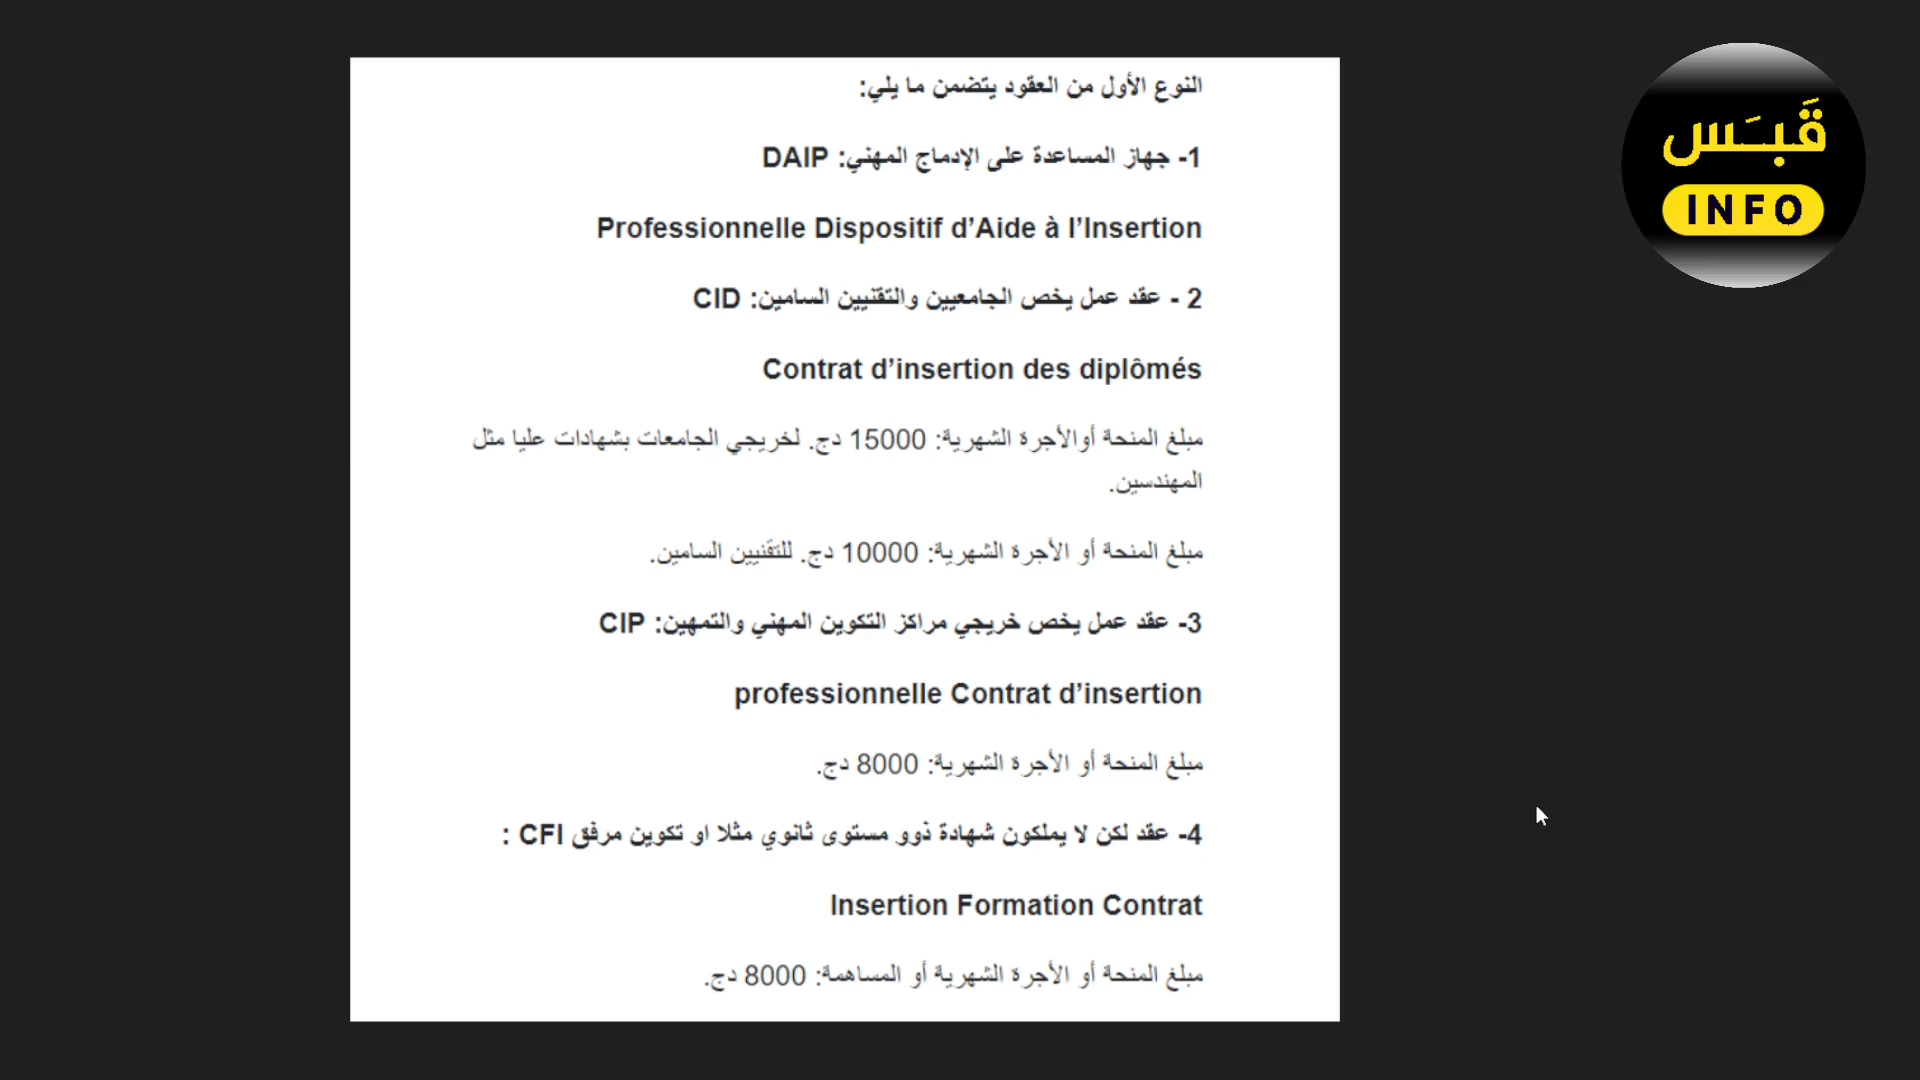 النوع الأول من العقود يتضمن ما يلي:
1- جهاز المساعدة على الإدماج المهني: DAIP
Professionnelle Dispositif d’Aide à l’Insertion
2 - عقد عمل يخص الجامعيين والتقنيين السامين: CID
Contrat d’insertion des diplômés
مبلغ المنحة أوالأجرة الشهرية: 15000 دج. لخريجي الجامعات بشهادات عليا مثل
المهندسين.
مبلغ المنحة أو الأجرة الشهرية: 10000 دج. للتقنيين السامين.
3- عقد عمل يخص خريجي مراكز التكوين المهني والتمهين: CIP
professionnelle Contrat d’insertion
مبلغ المنحة أو الأجرة الشهرية: 8000 دج.
4- عقد لكن لا يملكون شهادة ذوو مستوى ثانوي مثلا او تكوين مرفق CFI :
Insertion Formation Contrat
مبلغ المنحة أو الأجرة الشهرية أو المساهمة: 8000 دج.
قَبَس
INFO